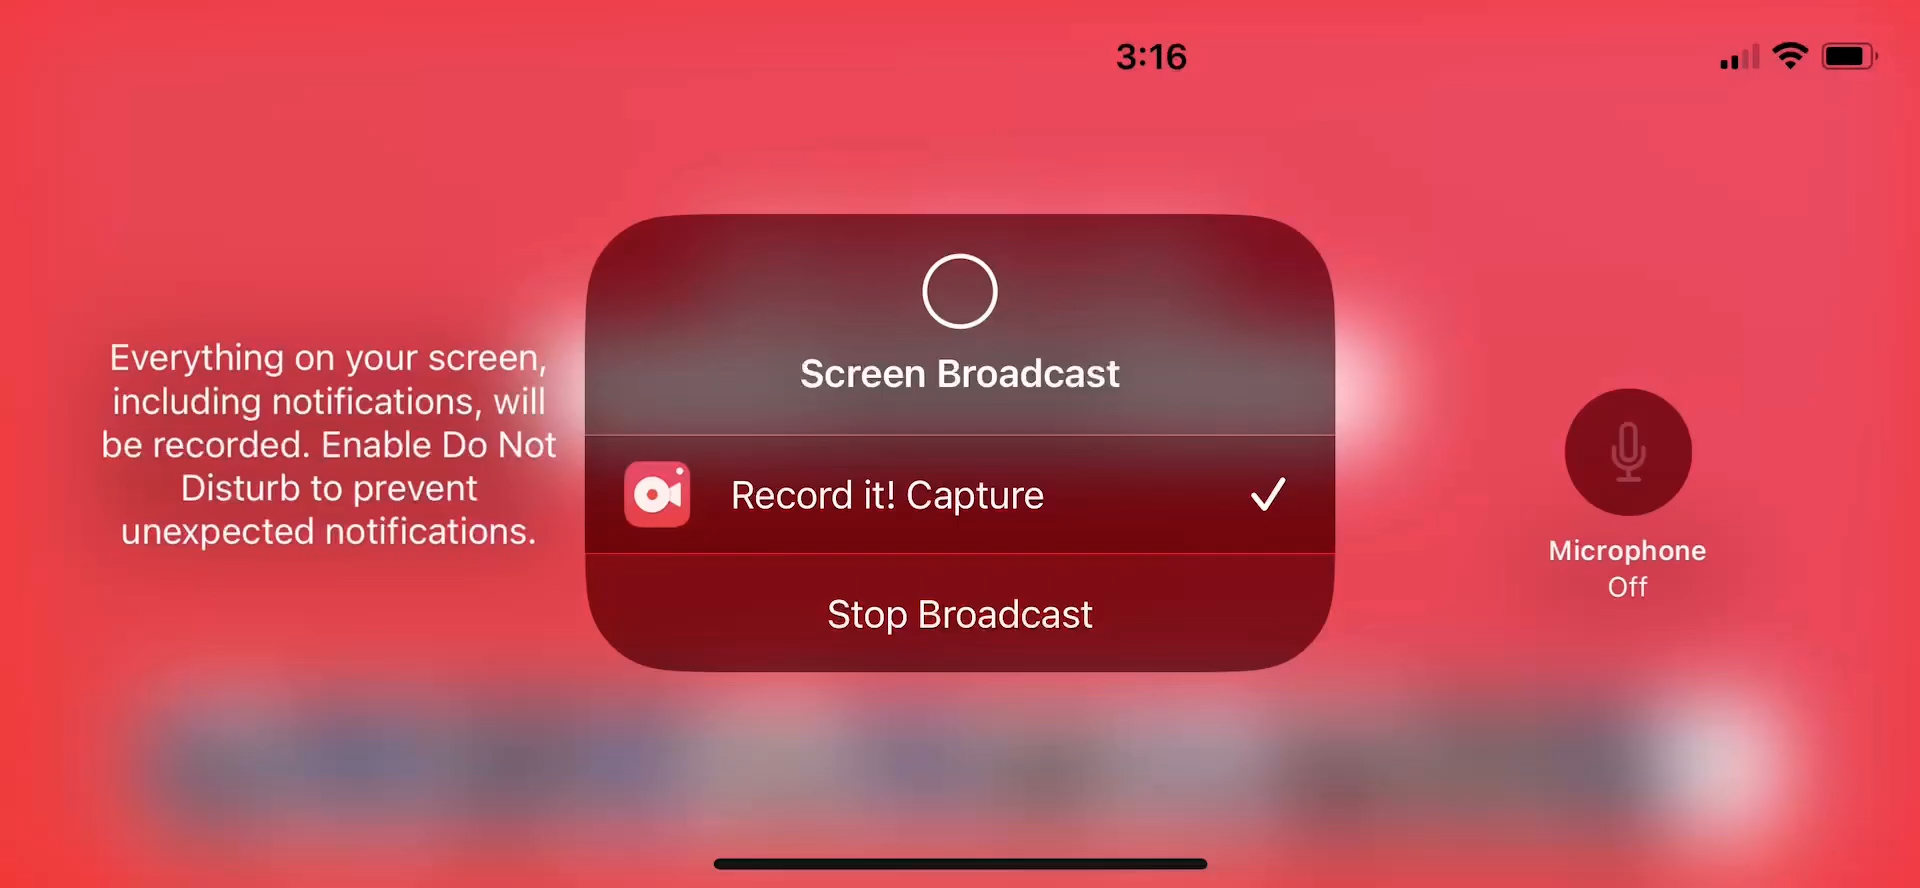 3:16
Everything on your screen,
including notifications, will
be recorded. Enable Do Not
Disturb to prevent
unexpected notifications.
Screen Broadcast
Record it! Capture
Stop Broadcast
Microphone
Off